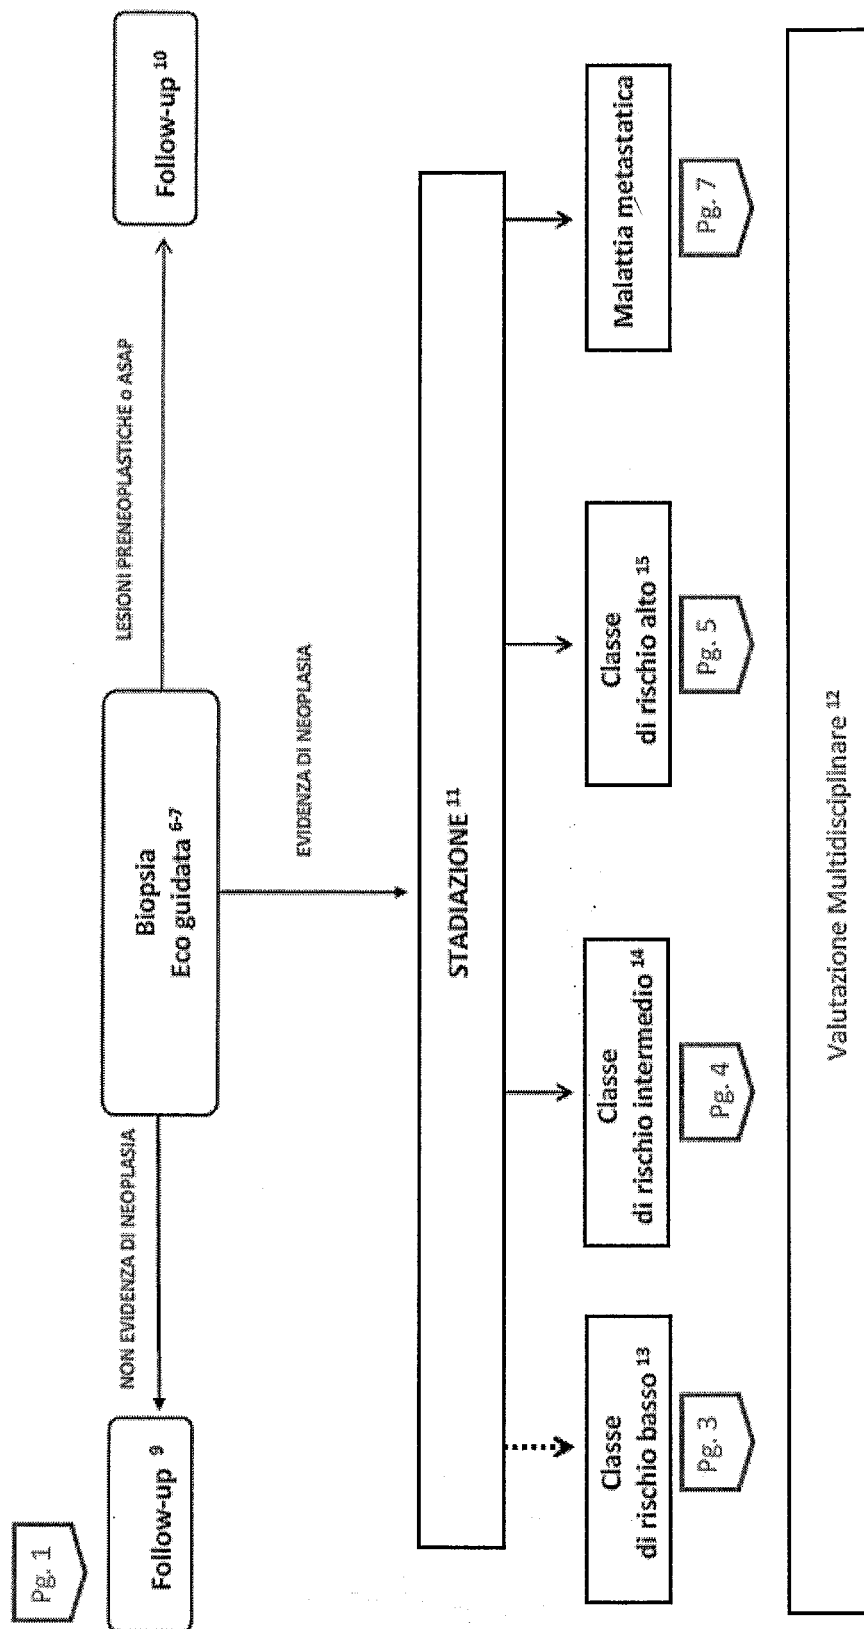 Pg. 1
Follow-up 9
NON EVIDENZA DI NEOPLASIA
Biopsia
Eco guidata 6-7
LESIONI PRENEOPLASTICHE o ASAP
Follow-up 10
EVIDENZA DI NEOPLASIA
STADIAZIONE 11
Classe
di rischio basso 13
Pg. 3
Classe
di rischio intermedio 14
Pg. 4
Classe
di rischio alto 15
Pg. 5
Malattia metastatica
Pg. 7
Valutazione Multidisciplinare 12